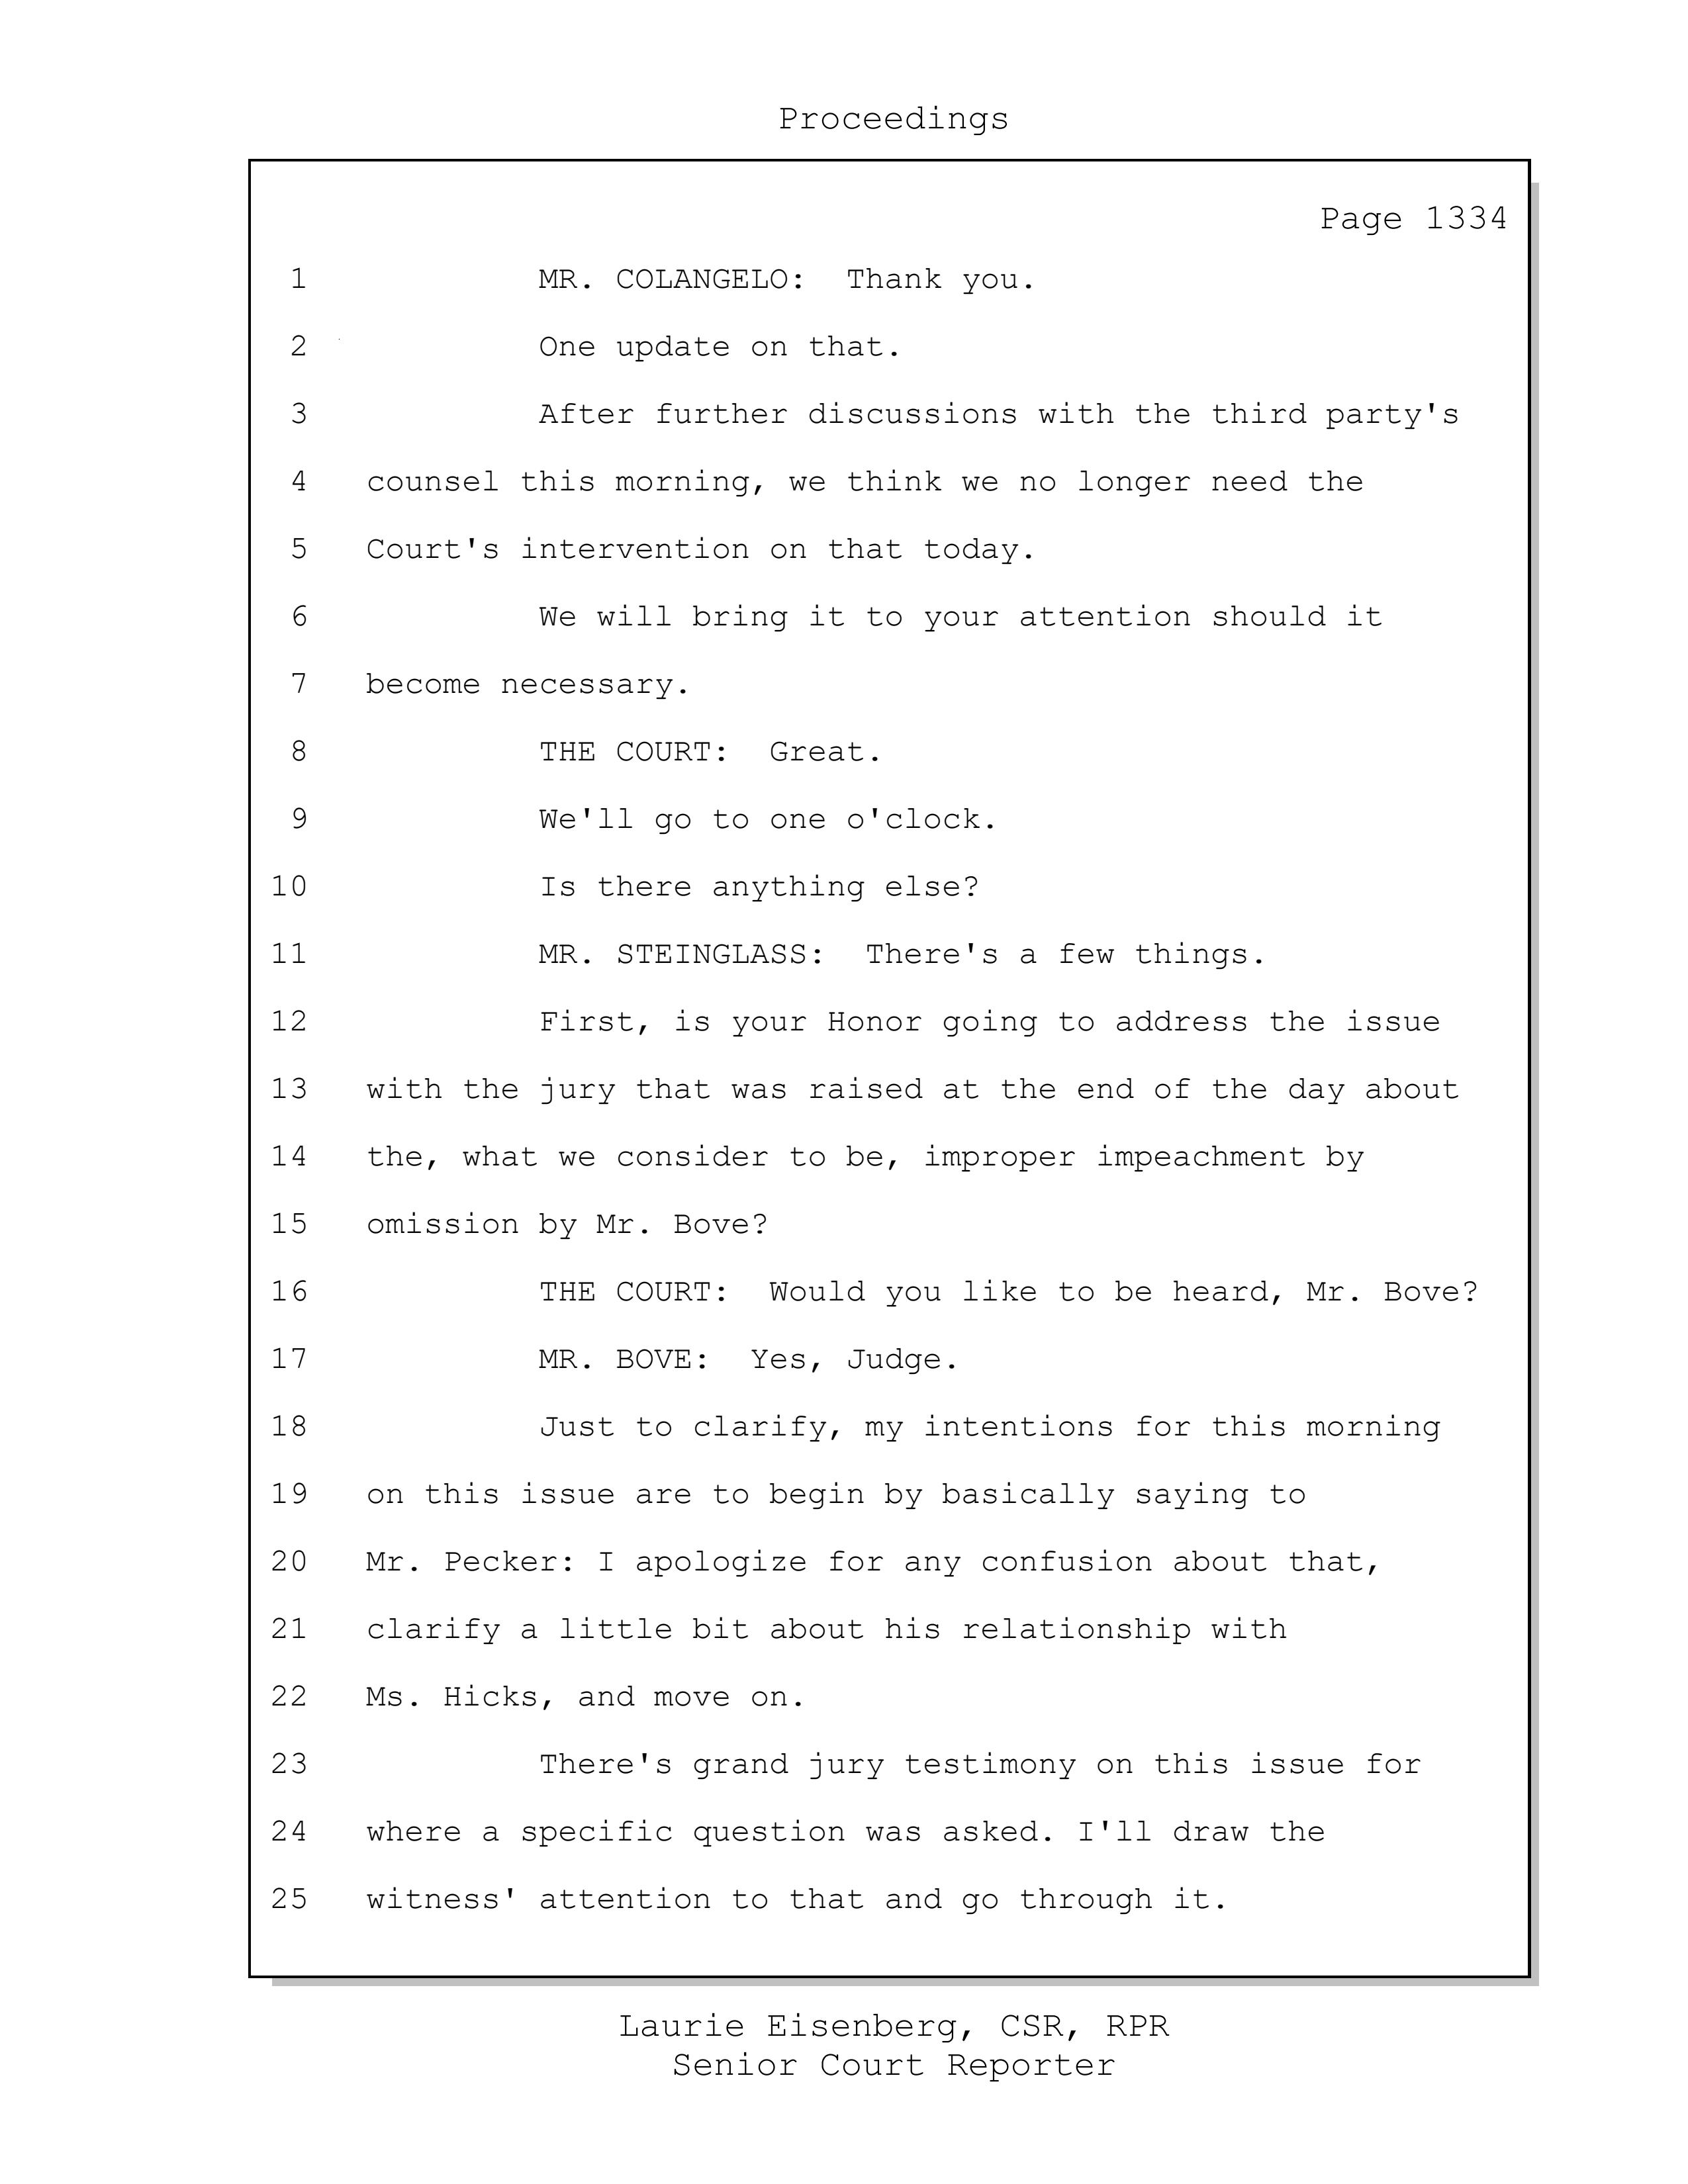 Proceedings
Page 1334
1 MR. COLANGELO: Thank you.
2 One update on that.
3 After further discussions with the third party's
4 counsel this morning, we think we no longer need the
5 Court's intervention on that today.
6 We will bring it to your attention should it
7 become necessary.
8 THE COURT: Great.
9 We'll go to one o'clock.
10 Is there anything else?
11 MR. STEINGLASS: There's a few things.
12 First, is your Honor going to address the issue
13 with the jury that was raised at the end of the day about
14 the, what we consider to be, improper impeachment by
15 omission by Mr. Bove?
16 THE COURT: Would you like to be heard, Mr. Bove?
17 MR. BOVE: Yes, Judge.
18 Just to clarify, my intentions for this morning
19 on this issue are to begin by basically saying to
20 Mr. Pecker: I apologize for any confusion about that,
21 clarify a little bit about his relationship with
22 Ms. Hicks, and move on.
23 There's grand jury testimony on this issue for
24 where a specific question was asked. I'll draw the
25 witness' attention to that and go through it.
Laurie Eisenberg, CSR, RPR
Senior Court Reporter